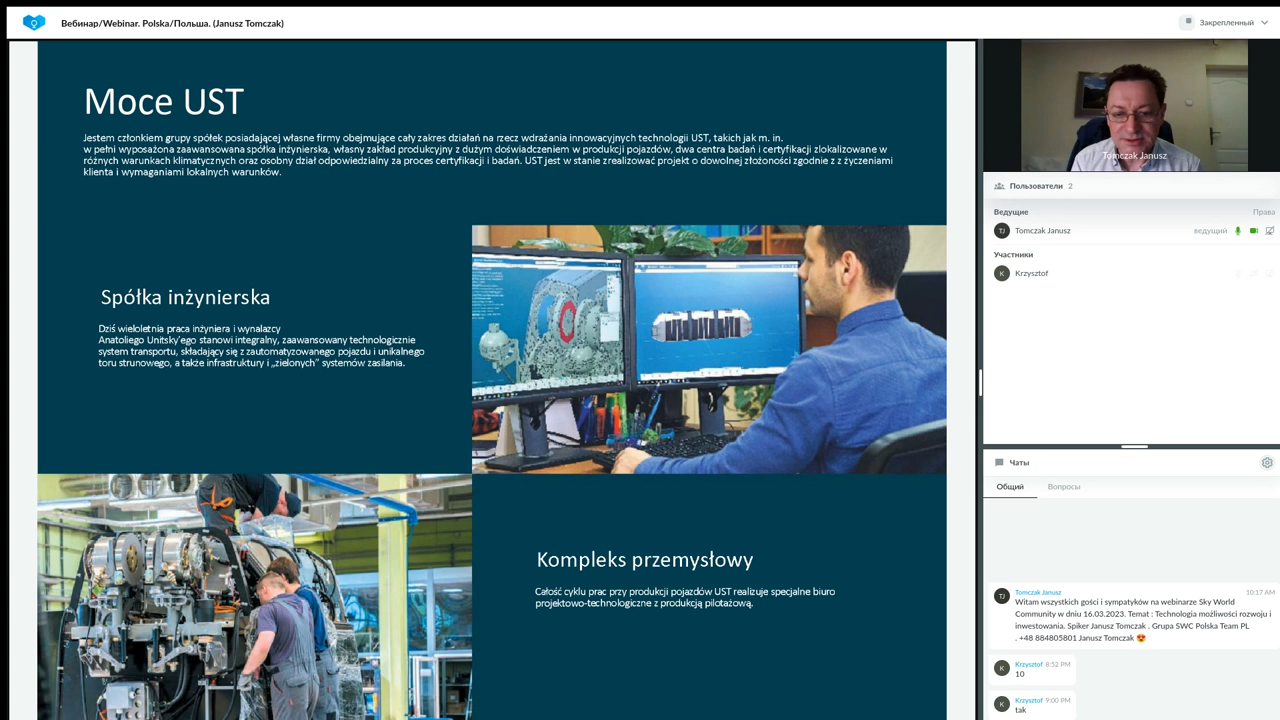 Вебинар/Webinar. Polska/Польша. (Janusz Tomczak)
Закрепленный
Moce UST
Jestem członkiem grupy spółek posiadającej własne firmy obejmujące cały zakres działań na rzecz wdrażania innowacyjnych technologii UST, takich jak m. in.
w pełni wyposażona zaawansowana spółka inżynierska, własny zakład produkcyjny z dużym doświadczeniem w produkcji pojazdów, dwa centra badań i certyfikacji zlokalizowane w
różnych warunkach klimatycznych oraz osobny dział odpowiedzialny za proces certyfikacji i badań. UST jest w stanie zrealizować projekt o dowolnej złożoności zgodnie z z życzeniami
klienta i wymaganiami lokalnych warunków.
Spółka inżynierska
Dziś wieloletnia praca inżyniera i wynalazcy
Anatoliego Unitsky'ego stanowi integralny, zaawansowany technologicznie
system transportu, składający się z zautomatyzowanego pojazdu i unikalnego
toru strunowego, a także infrastruktury i „zielonych” systemów zasilania.
Kompleks przemysłowy
Całość cyklu prac przy produkcji pojazdów UST realizuje specjalne biuro
projektowo-technologiczne z produkcją pilotażową.
Tomczak Janusz
Пользователи 2
Ведущие Права
TJ Tomczak Janusz ведущий
Участники
K Krzysztof
Чаты
Общий Вопросы
TJ Tomczak Janusz 10:17 AM
Witam wszystkich gości i sympatyków na webinarze Sky World
Community w dniu 16.03.2023. Temat : Technologia możliwości rozwoju i
inwestowania. Spiker Janusz Tomczak . Grupa SWC Polska Team PL
. +48 884805801 Janusz Tomczak 😍
K Krzysztof 8:52 PM
10
K Krzysztof 9:00 PM
tak